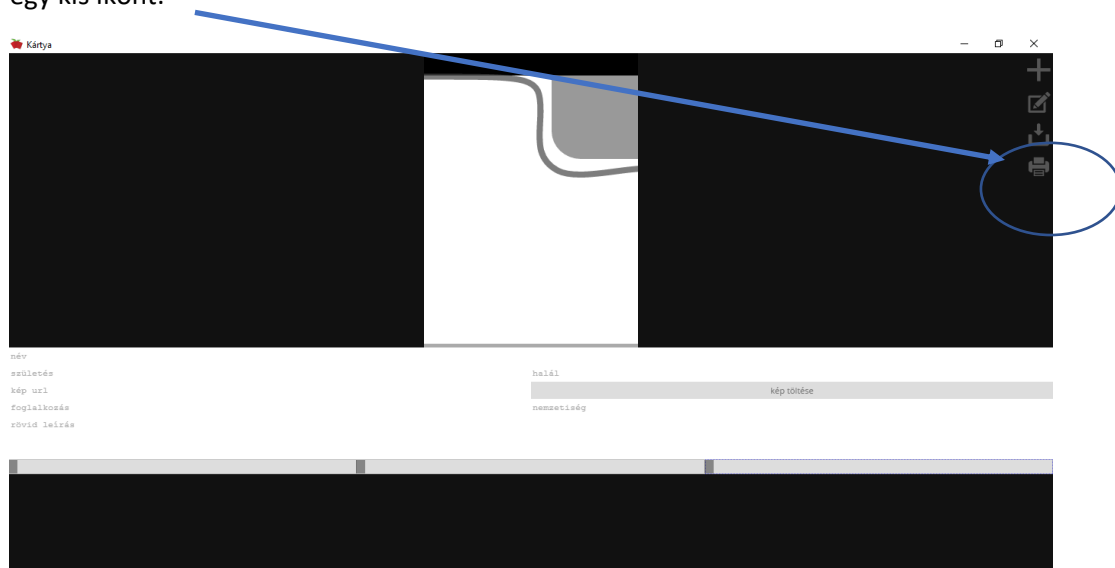 egy kis ikont.
Kártya
név
születés halál
kép url kép töltése
foglalkozás nemzetiség
rövid leírás